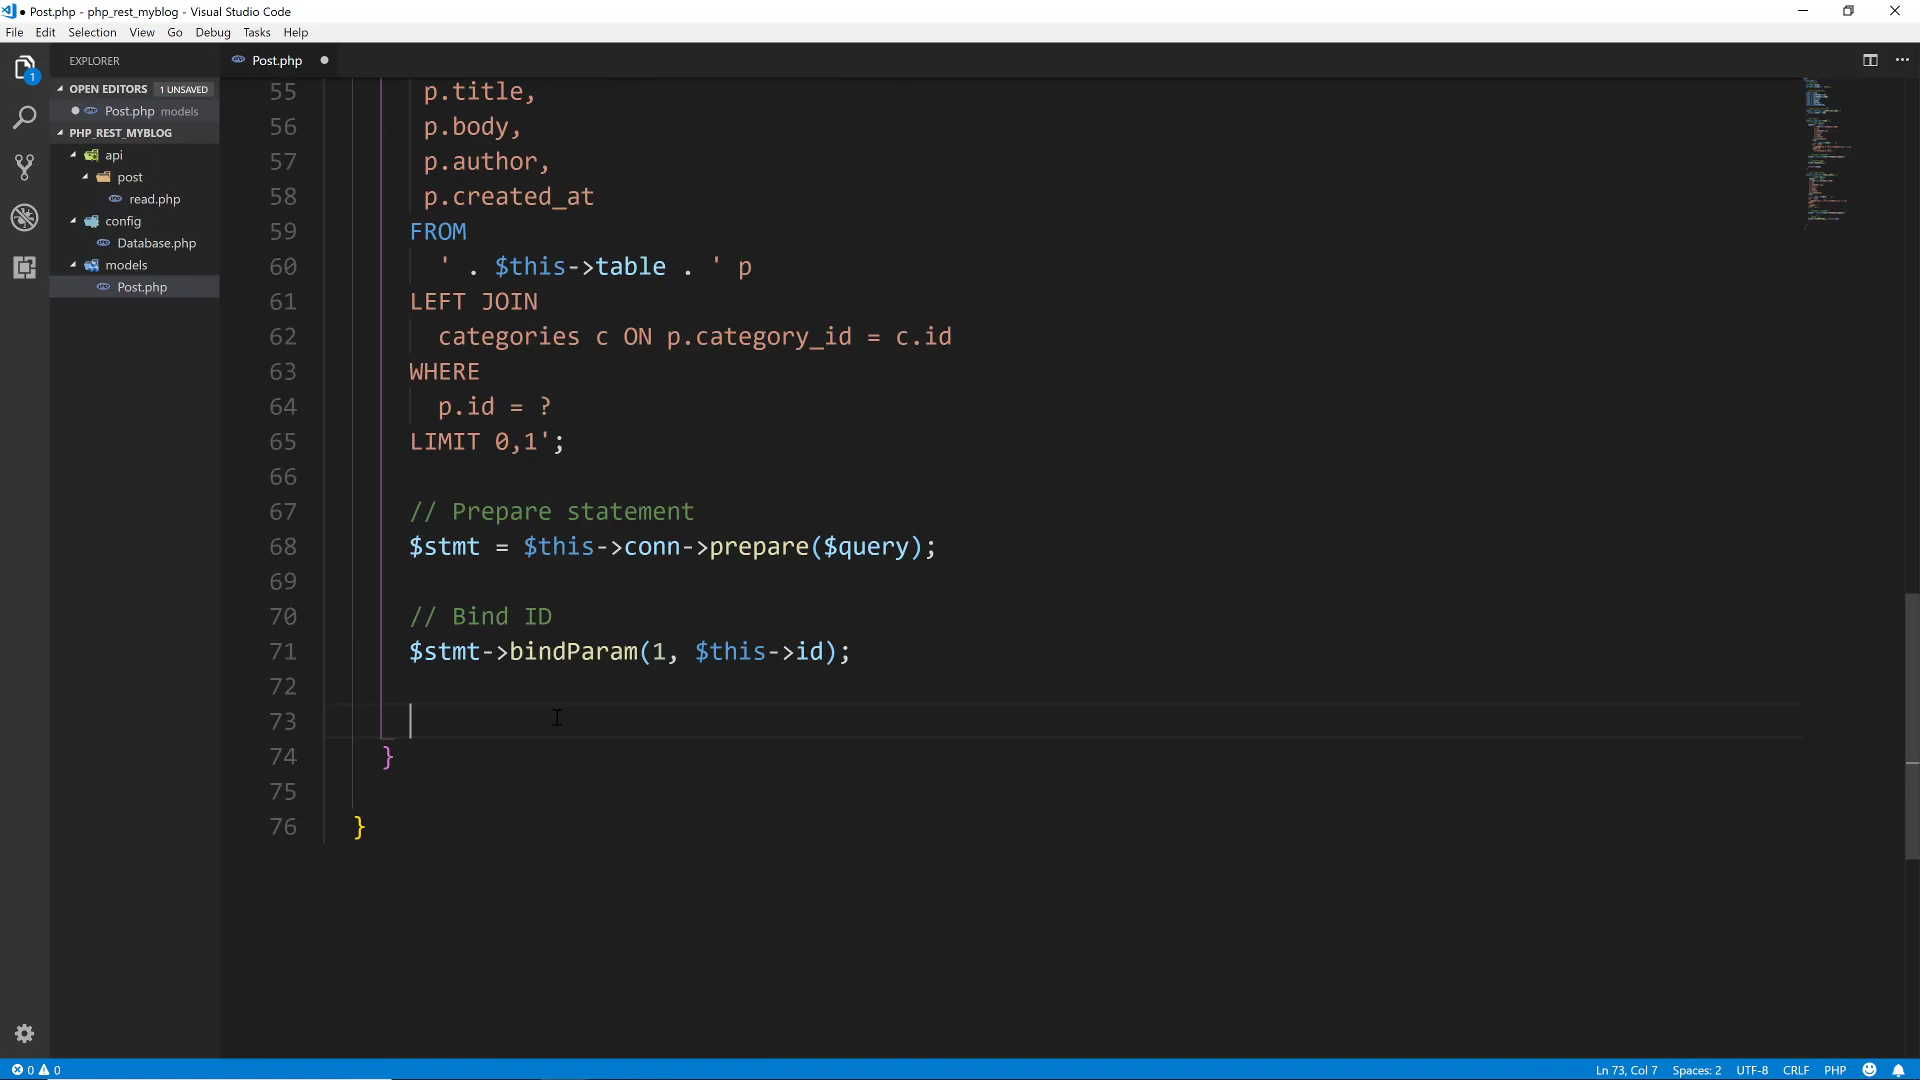 ● Post.php - php_rest_myblog - Visual Studio Code
File Edit Selection View Go Debug Tasks Help
EXPLORER
OPEN EDITORS 1 UNSAVED
Post.php models
PHP_REST_MYBLOG
api
post
read.php
config
Database.php
models
Post.php
1
Post.php
55 p.title,
56 p.body,
57 p.author,
58 p.created_at
59 FROM
60 ' . $this->table . ' p
61 LEFT JOIN
62 categories c ON p.category_id = c.id
63 WHERE
64 p.id = ?
65 LIMIT 0,1';
66
67 // Prepare statement
68 $stmt = $this->conn->prepare($query);
69
70 // Bind ID
71 $stmt->bindParam(1, $this->id);
72
73
74 }
75
76 }
0 0 Ln 73, Col 7 Spaces: 2 UTF-8 CRLF PHP